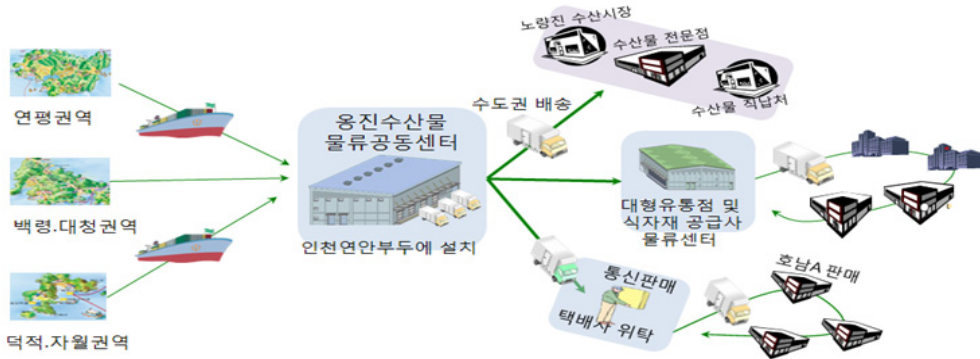 연평권역
백령.대청권역
덕적.자월권역
옹진수산물
물류공동센터
인천연안부두에 설치
수도권 배송
노량진 수산시장
수산물 전문점
수산물 직납처
대형유통점 및
식자재 공급사
물류센터
통신판매
택배사 위탁
호남A 판매